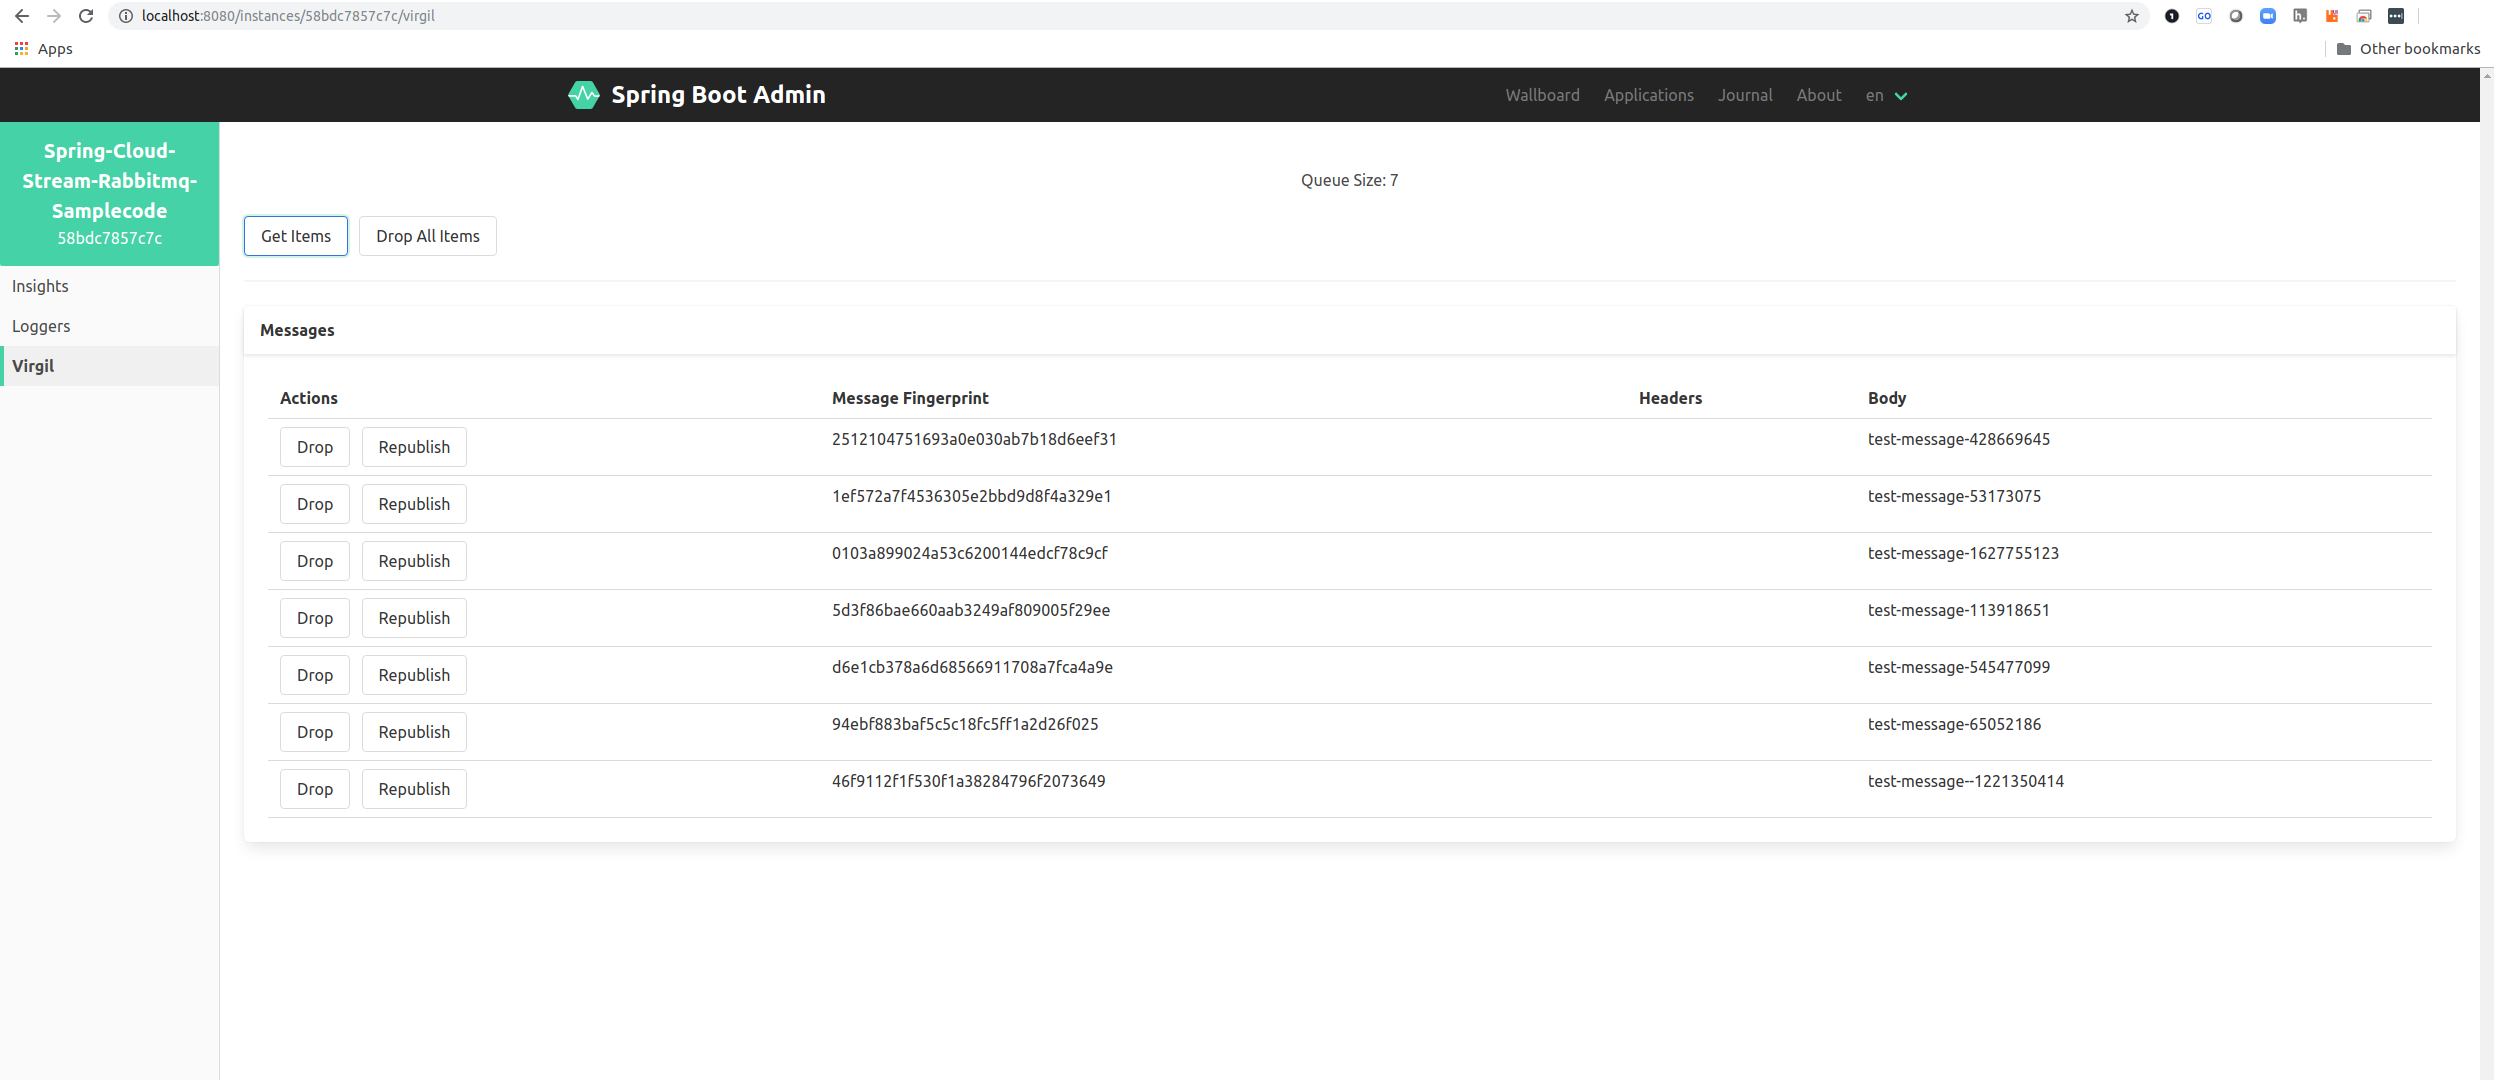 localhost:8080/instances/58bdc7857c7c/virgil
Apps
Other bookmarks
Spring Boot Admin
Wallboard Applications Journal About en
Spring-Cloud-
Stream-Rabbitmq-
Samplecode
58bdc7857c7c
Insights
Loggers
Virgil
Queue Size: 7
Get Items Drop All Items
Messages
Actions Message Fingerprint Headers Body
Drop Republish 2512104751693a0e030ab7b18d6eef31 test-message-428669645
Drop Republish 1ef572a7f4536305e2bbd9d8f4a329e1 test-message-53173075
Drop Republish 0103a899024a53c6200144edcf78c9cf test-message-1627755123
Drop Republish 5d3f86bae660aab3249af809005f29ee test-message-113918651
Drop Republish d6e1cb378a6d68566911708a7fca4a9e test-message-545477099
Drop Republish 94ebf883baf5c5c18fc5ff1a2d26f025 test-message-65052186
Drop Republish 46f9112f1f530f1a38284796f2073649 test-message--1221350414